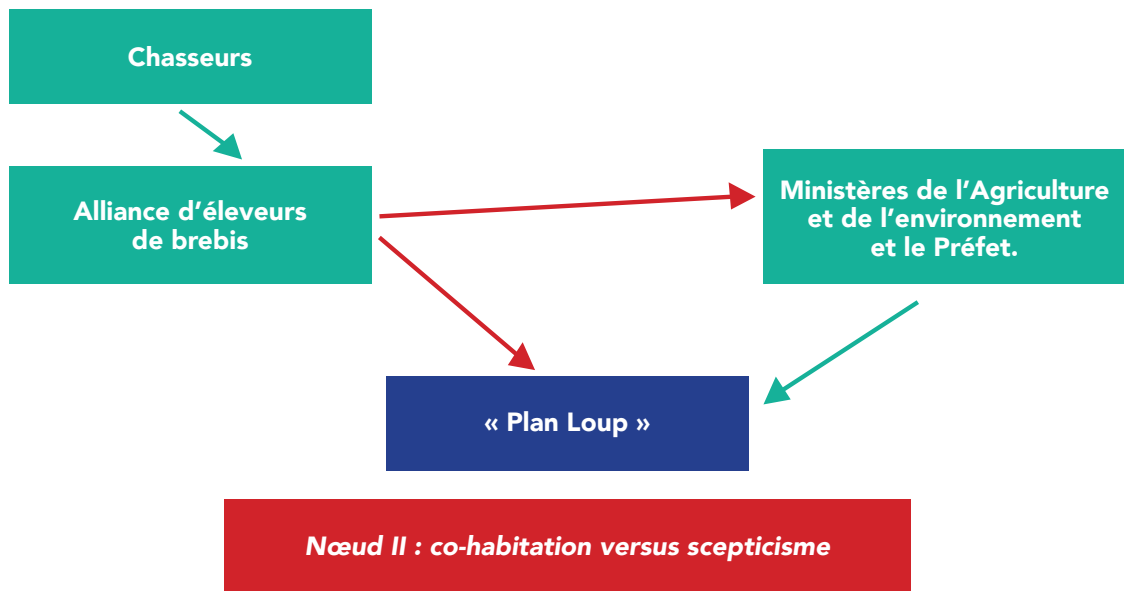 Chasseurs
Alliance d’éleveurs
de brebis
Ministères de l’Agriculture
et de l’environnement
et le Préfet.
« Plan Loup »
Nœud II : co-habitation versus scepticisme